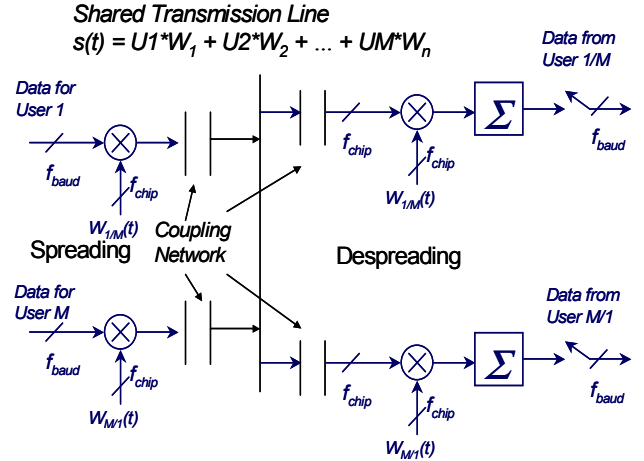 Shared Transmission Line
s(t) = U1*W1 + U2*W2 + ... + UM*Wn
Data for
User 1
Data from
User 1/M
Σ
fbaud
fchip
fchip
fchip
fbaud
W1/M(t)
W1/M(t)
Spreading
Coupling
Network
Despreading
Data for
User M
Data from
User M/1
Σ
fbaud
fchip
fchip
fchip
fbaud
WM/1(t)
WM/1(t)